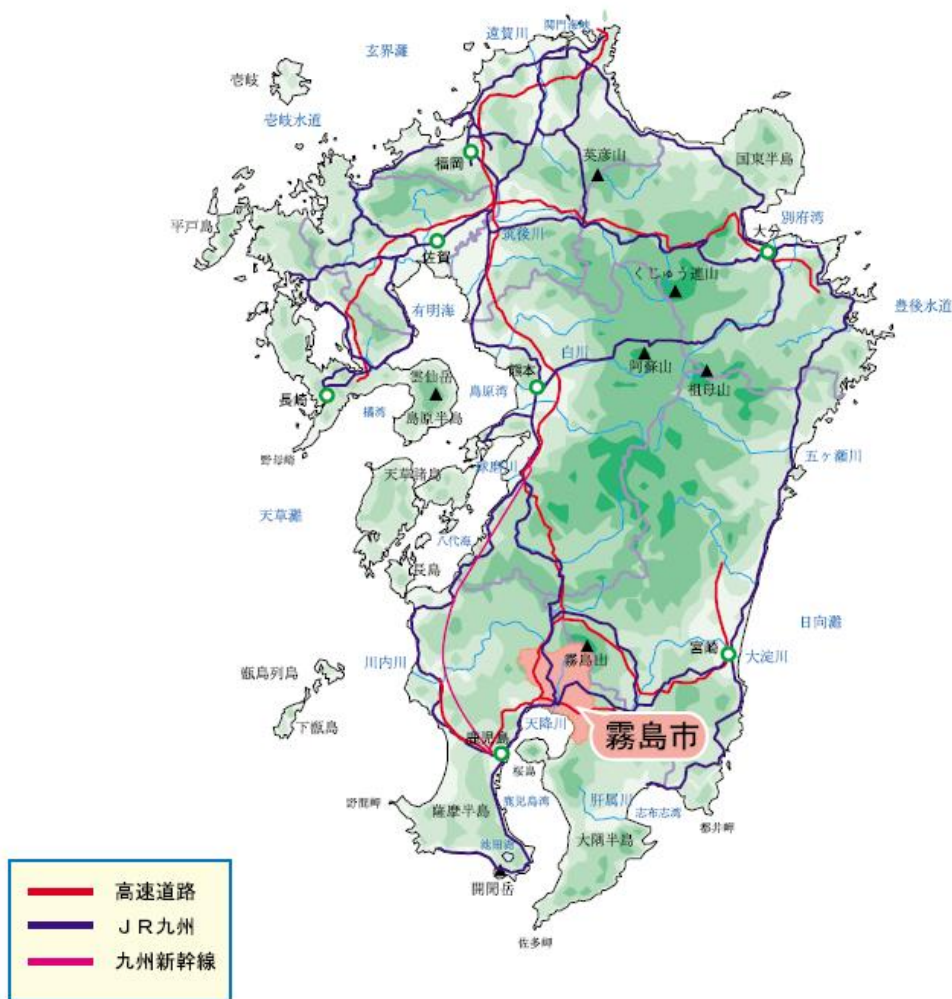 関門海峡
遠賀川
玄界灘
壱岐
壱岐水道
福岡
英彦山
国東半島
平戸島
別府湾
大分
佐賀
筑後川
くじゅう連山
有明海
豊後水道
白川
阿蘇山
祖母山
熊本
島原湾
雲仙岳
長崎
橘湾
島原半島
野母崎
五ヶ瀬川
球磨川
天草諸島
天草灘
八代海
長島
日向灘
宮崎
大淀川
霧島山
川内川
甑島列島
下甑島
天降川
霧島市
鹿児島
桜島
野間岬
薩摩半島
鹿児島湾
肝属川
志布志湾
都井岬
大隅半島
池田湖
開聞岳
佐多岬
高速道路
ＪＲ九州
九州新幹線